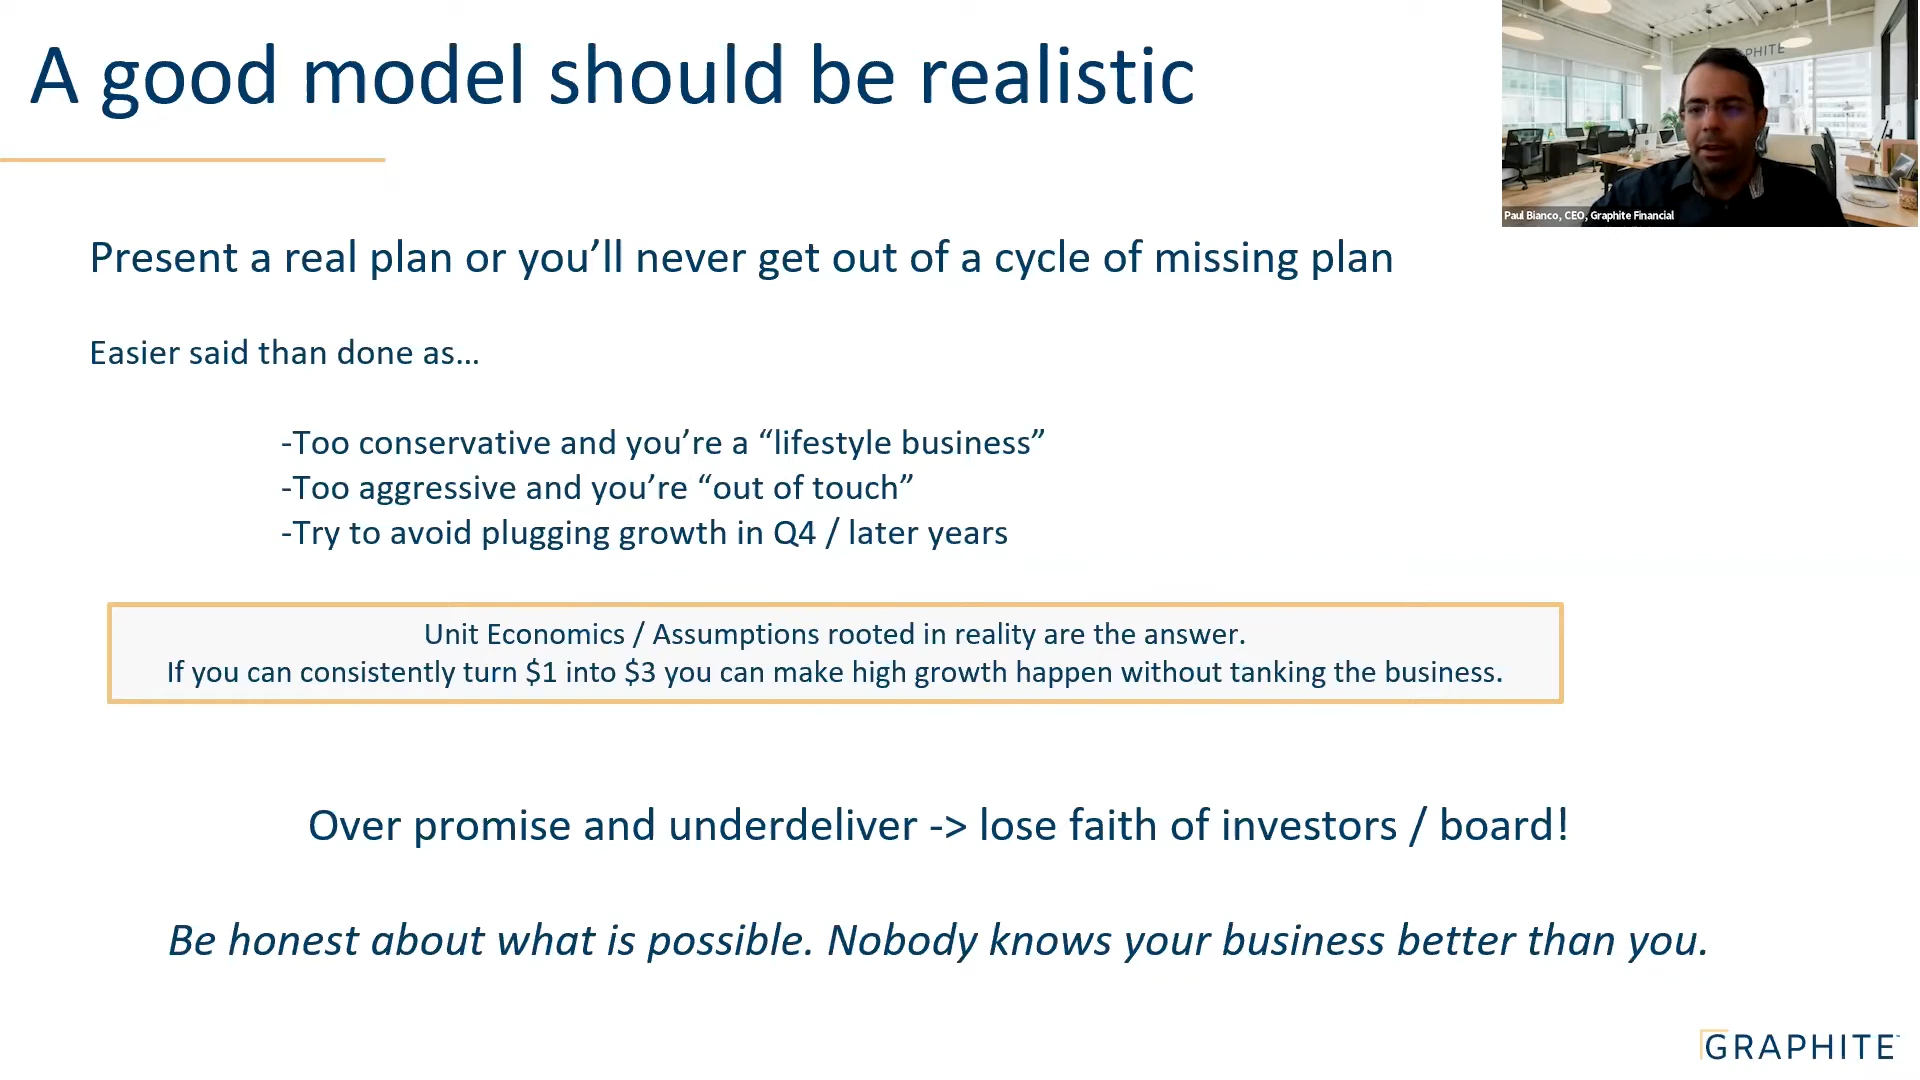 A good model should be realistic
PHITE
Paul Bianco, CEO, Graphite Financial
Present a real plan or you’ll never get out of a cycle of missing plan
Easier said than done as…
-Too conservative and you’re a “lifestyle business”
-Too aggressive and you’re “out of touch”
-Try to avoid plugging growth in Q4 / later years
Unit Economics / Assumptions rooted in reality are the answer.
If you can consistently turn $1 into $3 you can make high growth happen without tanking the business.
Over promise and underdeliver -> lose faith of investors / board!
Be honest about what is possible. Nobody knows your business better than you.
GRAPHITE